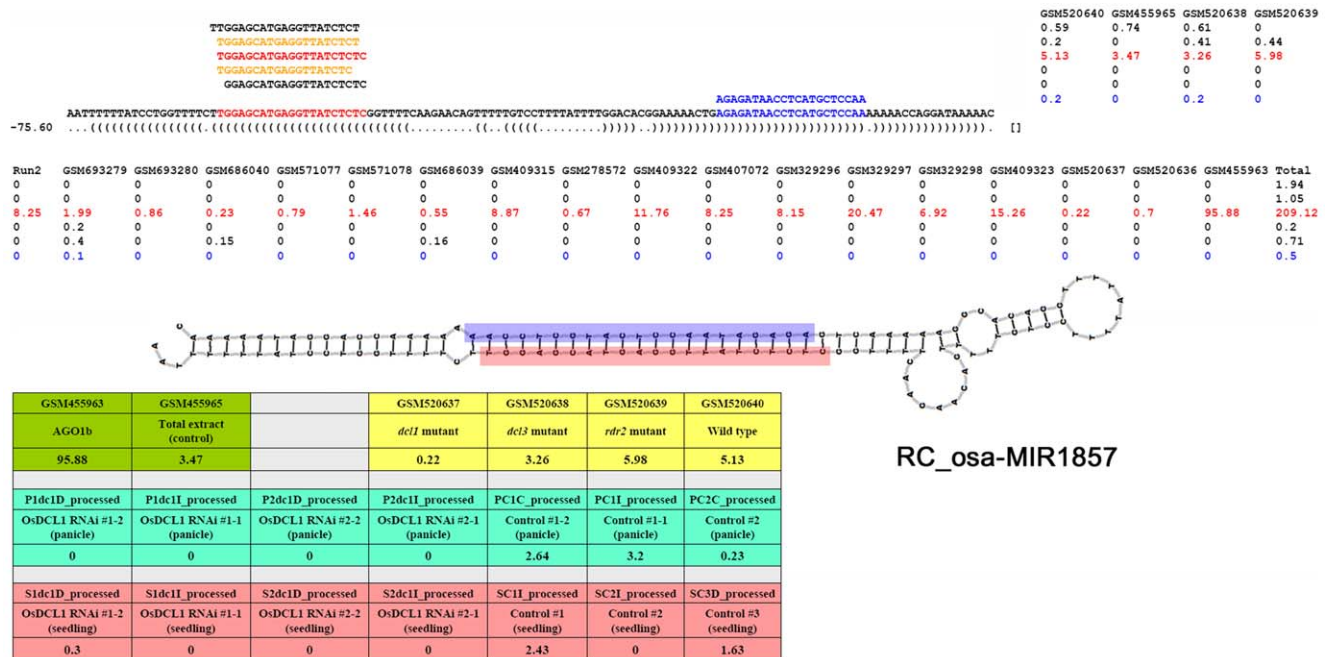 GSM520640 GSM455965 GSM520638 GSM520639
TTGGAGCATGAGGTTATCTCT 0.59 0.74 0.61 0
TGGAGCATGAGGTTATCTCT 0.2 0 0.41 0.44
TGGAGCATGAGGTTATCTCTC 5.13 3.47 3.26 5.98
TGGAGCATGAGGTTATCTC 0 0 0 0
GGAGCATGAGGTTATCTCTC 0 0 0 0
AGAGATAACCTCATGCTCCAA 0.2 0 0.2 0
AATTTTTTATCCTGGTTTTCTTGGAGCATGAGGTTATCTCTCGGTTTTCAAGAACAGTTTTTGTCCTTTTATTTTGGACACGGAAAAACTGAGAGATAACCTCATGCTCCAAAAAAAACCAGGATAAAAAC
-75.60 []
Run2 GSM693279 GSM693280 GSM686040 GSM571077 GSM571078 GSM686039 GSM409315 GSM278572 GSM409322 GSM407072 GSM329296 GSM329297 GSM329298 GSM409323 GSM520637 GSM520636 GSM455963 Total
0 0 0 0 0 0 0 0 0 0 0 0 0 0 0 0 0 0 1.94
0 0 0 0 0 0 0 0 0 0 0 0 0 0 0 0 0 0 1.05
8.25 1.99 0.86 0.23 0.79 1.46 0.55 8.87 0.67 11.76 8.25 8.15 20.47 6.92 15.26 0.22 0.7 95.88 209.12
0 0.2 0 0 0 0 0 0 0 0 0 0 0 0 0 0 0 0 0.2
0 0.4 0 0.15 0 0 0.16 0 0 0 0 0 0 0 0 0 0 0 0.71
0 0.1 0 0 0 0 0 0 0 0 0 0 0 0 0 0 0 0 0.5
GSM455963 GSM455965 GSM520637 GSM520638 GSM520639 GSM520640
AGO1b Total extract (control) dcl1 mutant dcl3 mutant rdr2 mutant Wild type
95.88 3.47 0.22 3.26 5.98 5.13
RC_osa-MIR1857
P1dc1D_processed P1dc1I_processed P2dc1D_processed P2dc1I_processed PC1C_processed PC1I_processed PC2C_processed
OsDCL1 RNAi #1-2 (panicle) OsDCL1 RNAi #1-1 (panicle) OsDCL1 RNAi #2-2 (panicle) OsDCL1 RNAi #2-1 (panicle) Control #1-2 (panicle) Control #1-1 (panicle) Control #2 (panicle)
0 0 0 0 2.64 3.2 0.23
S1dc1D_processed S1dc1I_processed S2dc1D_processed S2dc1I_processed SC1I_processed SC2I_processed SC3D_processed
OsDCL1 RNAi #1-2 (seedling) OsDCL1 RNAi #1-1 (seedling) OsDCL1 RNAi #2-2 (seedling) OsDCL1 RNAi #2-1 (seedling) Control #1 (seedling) Control #2 (seedling) Control #3 (seedling)
0.3 0 0 0 2.43 0 1.63